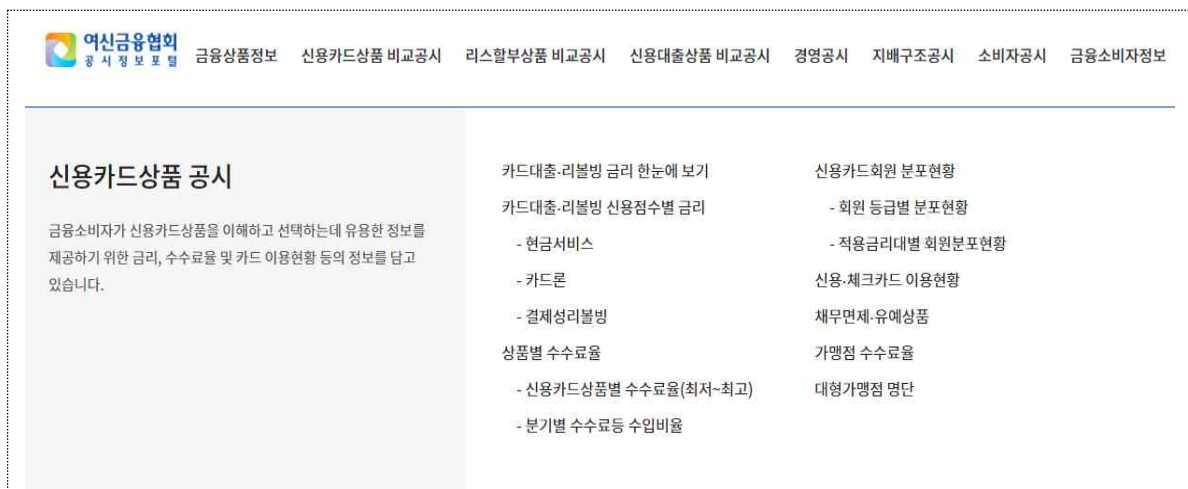 여신금융협회
공시정보포털
금융상품정보 신용카드상품 비교공시 리스할부상품 비교공시 신용대출상품 비교공시 경영공시 지배구조공시 소비자공시 금융소비자정보
신용카드상품 공시
금융소비자가 신용카드상품을 이해하고 선택하는데 유용한 정보를
제공하기 위한 금리, 수수료율 및 카드 이용현황 등의 정보를 담고
있습니다.
카드대출·리볼빙 금리 한눈에 보기
카드대출·리볼빙 신용점수별 금리
- 현금서비스
- 카드론
- 결제성리볼빙
상품별 수수료율
- 신용카드상품별 수수료율(최저~최고)
- 분기별 수수료등 수입비율
신용카드회원 분포현황
- 회원 등급별 분포현황
- 적용금리대별 회원분포현황
신용·체크카드 이용현황
채무면제·유예상품
가맹점 수수료율
대형가맹점 명단